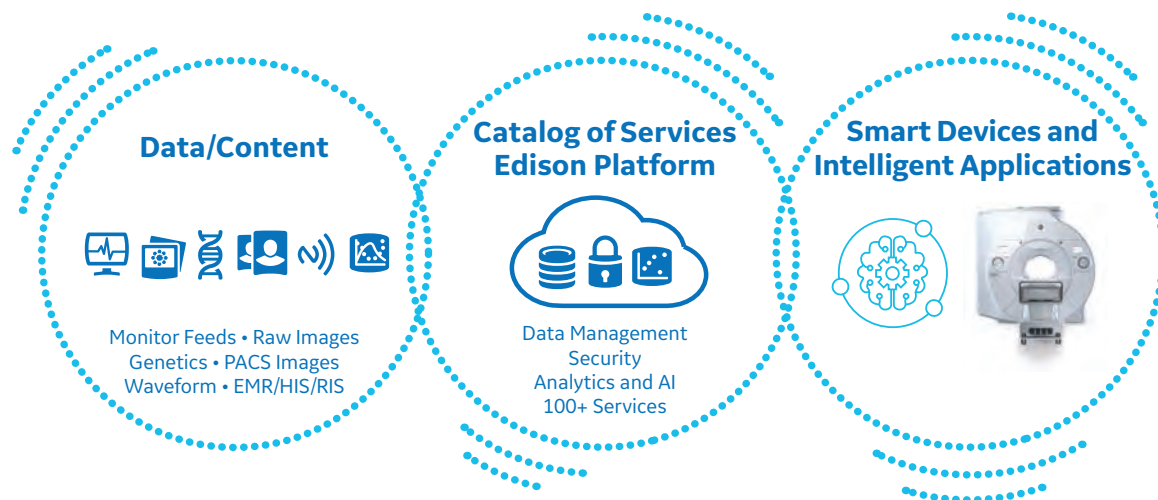 Data/Content
Monitor Feeds • Raw Images
Genetics • PACS Images
Waveform • EMR/HIS/RIS
Catalog of Services
Edison Platform
Data Management
Security
Analytics and AI
100+ Services
Smart Devices and
Intelligent Applications